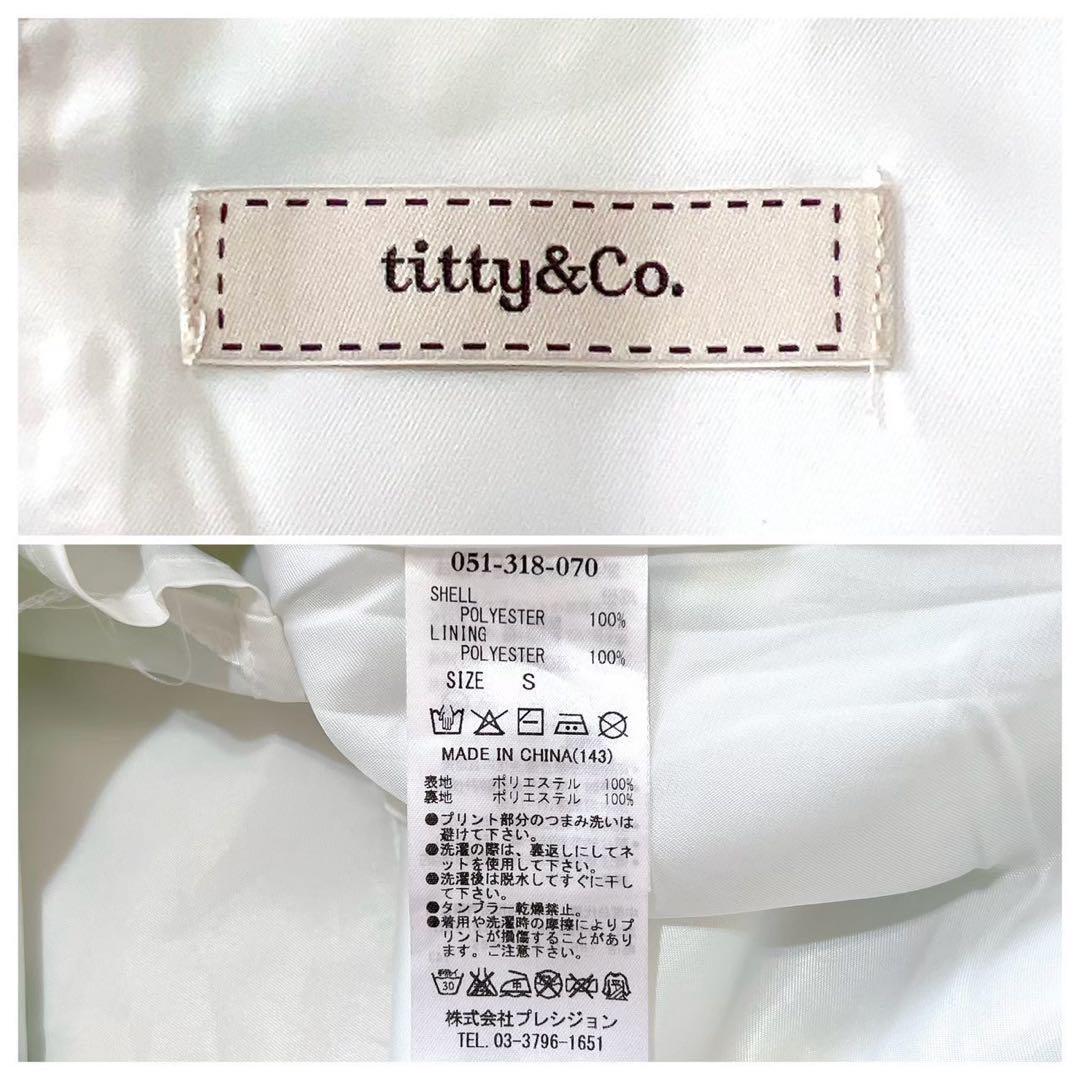 titty&Co.
051-318-070
SHELL
POLYESTER 100%
LINING
POLYESTER 100%
SIZE S
MADE IN CHINA(143)
表地 ポリエステル 100%
裏地 ポリエステル 100%
●プリント部分のつまみ洗いは
避けて下さい。
●洗濯の際は、裏返しにしてネ
ットを使用して下さい。
●洗濯後は脱水してすぐに干し
て下さい。
●タンブラー乾燥禁止。
●着用や洗濯時の摩擦によりプ
リントが損傷することがあり
ます。ご注意下さい。
手洗イ
30
中
株式会社プレシジョン
TEL. 03-3796-1651